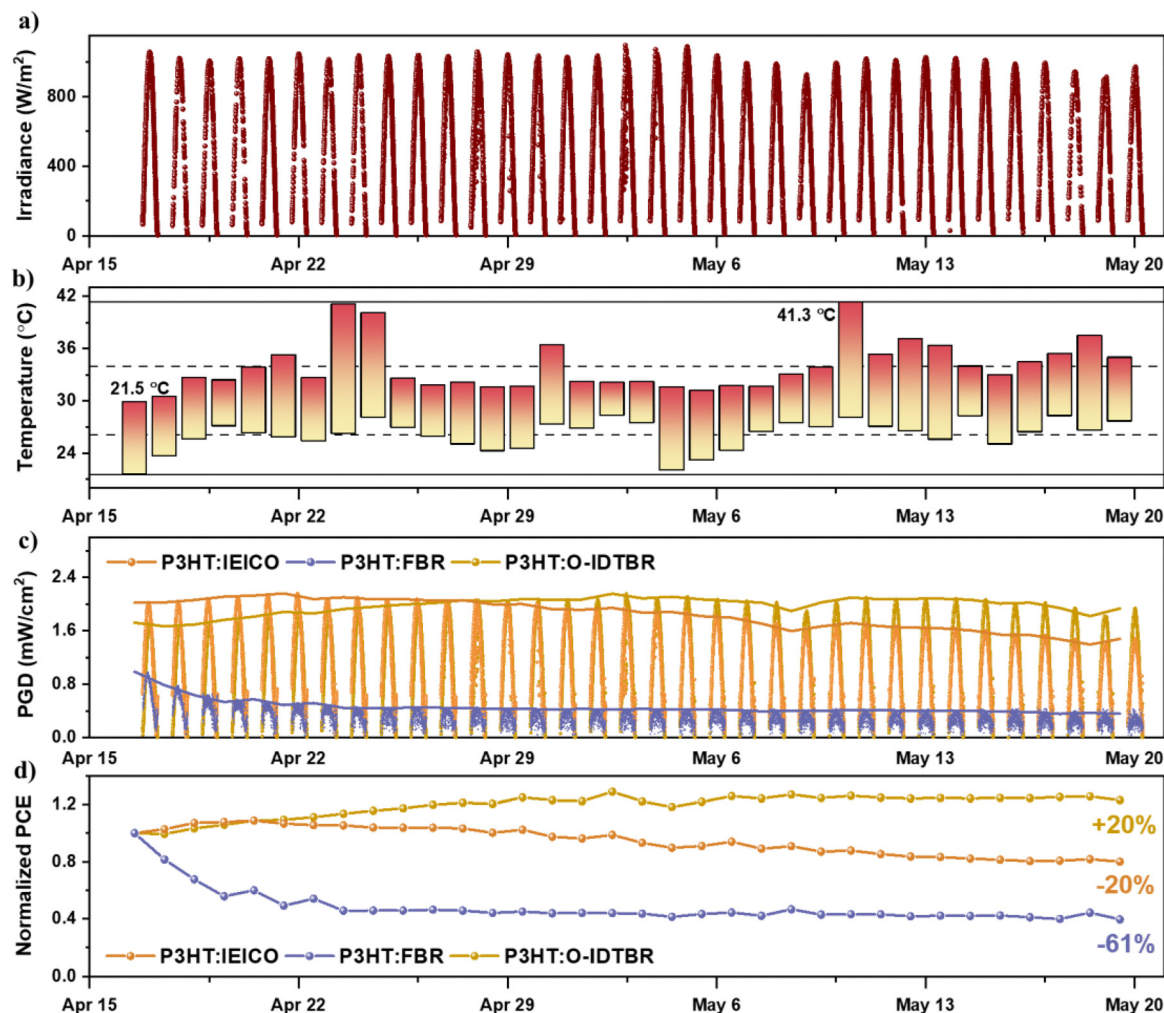 a)
Irradiance (W/m²)
800
400
0
Apr 15 Apr 22 Apr 29 May 6 May 13 May 20
b)
Temperature (°C)
42
36
30
24
21.5 °C
41.3 °C
Apr 15 Apr 22 Apr 29 May 6 May 13 May 20
c)
P3HT:IEICO P3HT:FBR P3HT:O-IDTBR
PGD (mW/cm²)
2.4
1.6
0.8
0.0
Apr 15 Apr 22 Apr 29 May 6 May 13 May 20
d)
Normalized PCE
1.2
0.8
0.4
0.0
+20%
-20%
-61%
P3HT:IEICO P3HT:FBR P3HT:O-IDTBR
Apr 15 Apr 22 Apr 29 May 6 May 13 May 20